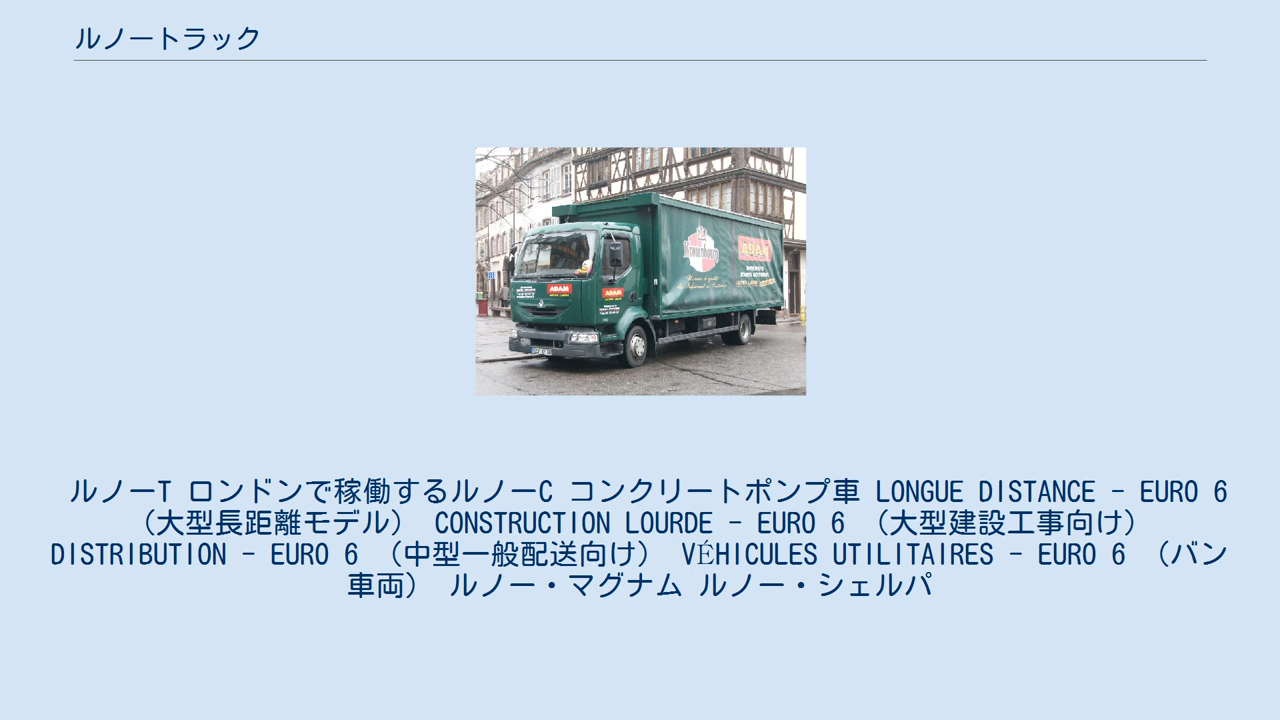 ルノートラック
Kronenbourg
ADAM
ADAM
ADAM
ルノーT ロンドンで稼働するルノーC コンクリートポンプ車 LONGUE DISTANCE – EURO 6
（大型長距離モデル） CONSTRUCTION LOURDE – EURO 6 （大型建設工事向け）
DISTRIBUTION – EURO 6 （中型一般配送向け） VÉHICULES UTILITAIRES – EURO 6 （バン
車両） ルノー・マグナム ルノー・シェルパ